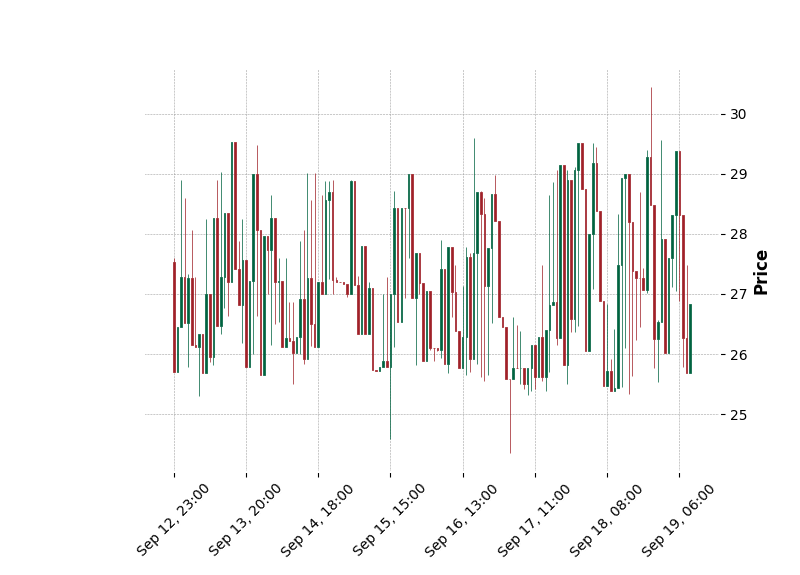 30
29
28
27
26
25
Price
Sep 12, 23:00
Sep 13, 20:00
Sep 14, 18:00
Sep 15, 15:00
Sep 16, 13:00
Sep 17, 11:00
Sep 18, 08:00
Sep 19, 06:00